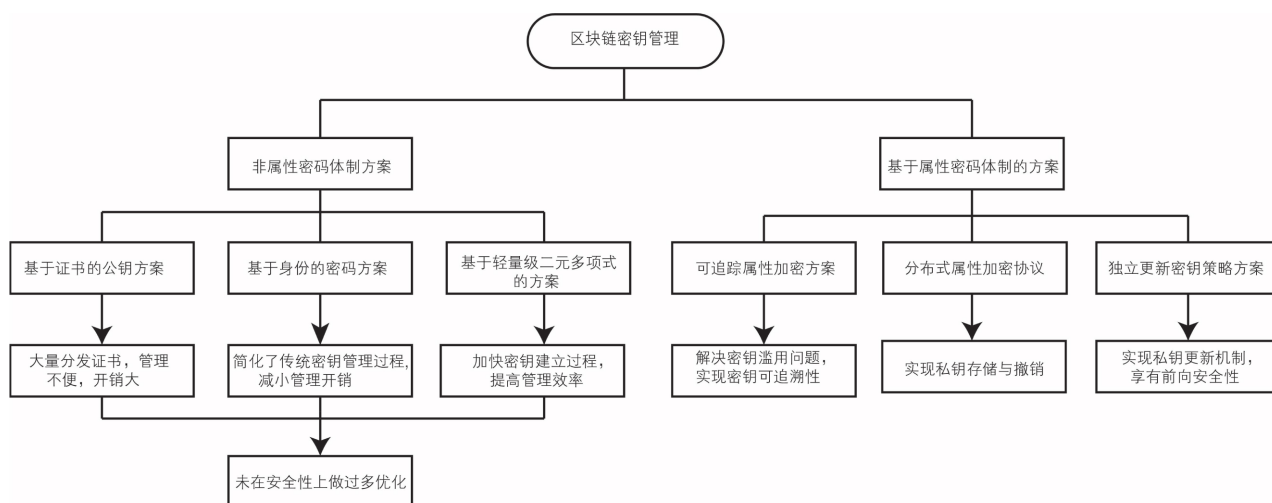 区块链密钥管理
非属性密码体制方案
基于属性密码体制的方案
基于证书的公钥方案
基于身份的密码方案
基于轻量级二元多项式
的方案
可追踪属性加密方案
分布式属性加密协议
独立更新密钥策略方案
大量分发证书，管理
不便，开销大
简化了传统密钥管理过程,
减小管理开销
加快密钥建立过程，
提高管理效率
解决密钥滥用问题，
实现密钥可追溯性
实现私钥存储与撤销
实现私钥更新机制，
享有前向安全性
未在安全性上做过多优化